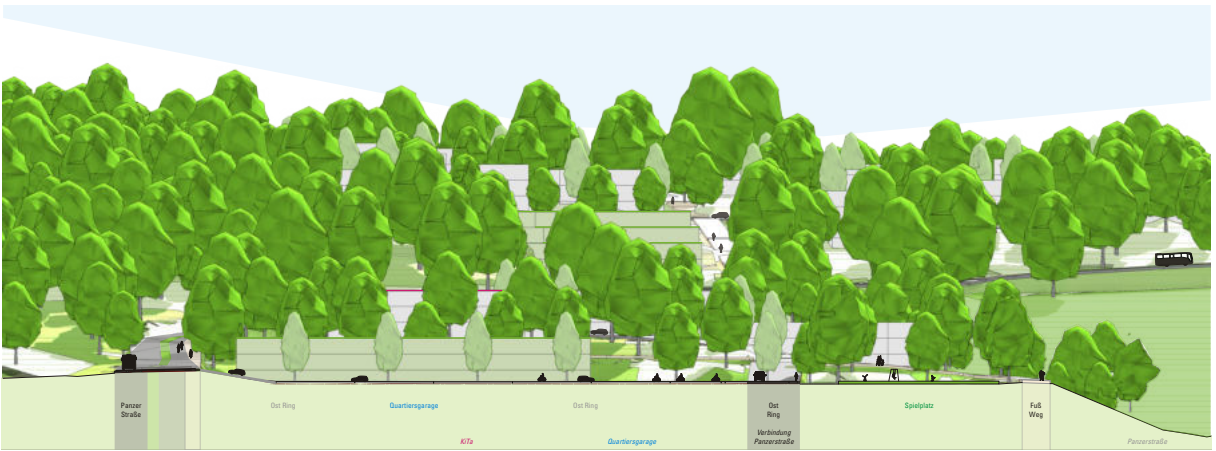 Panzer
Straße
Ost Ring
Quartiersgarage
Ost Ring
Ost
Ring
Spielplatz
Fuß
Weg
KiTa
Quartiersgarage
Verbindung
Panzerstraße
Panzerstraße